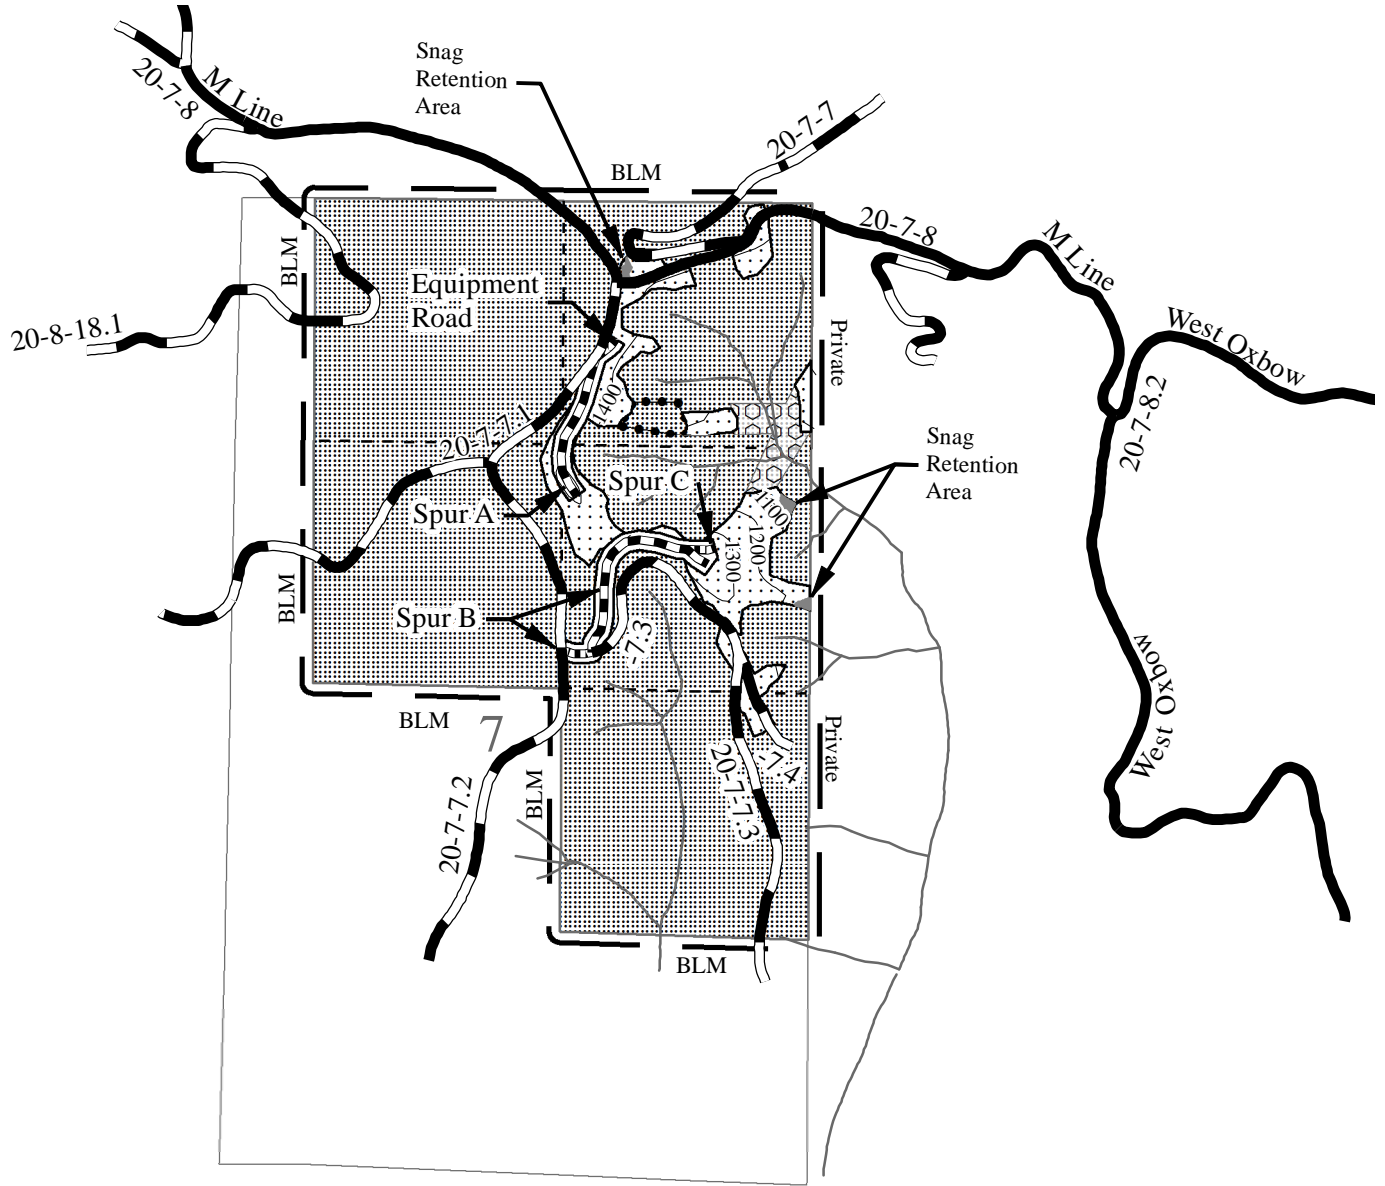 Snag
Retention
Area
20-7-8
M Line
20-7-7
BLM
20-7-8
M Line
BLM
Equipment
Road
20-8-18.1
Private
West Oxbow
1400
20-7-8.2
20-7-7.1
Snag
Retention
Area
Spur C
Spur A
1100
1200
1300
BLM
Spur B
-7.3
West Oxbow
BLM
7
Private
20-7-7.3
-7.4
BLM
20-7-7.2
BLM